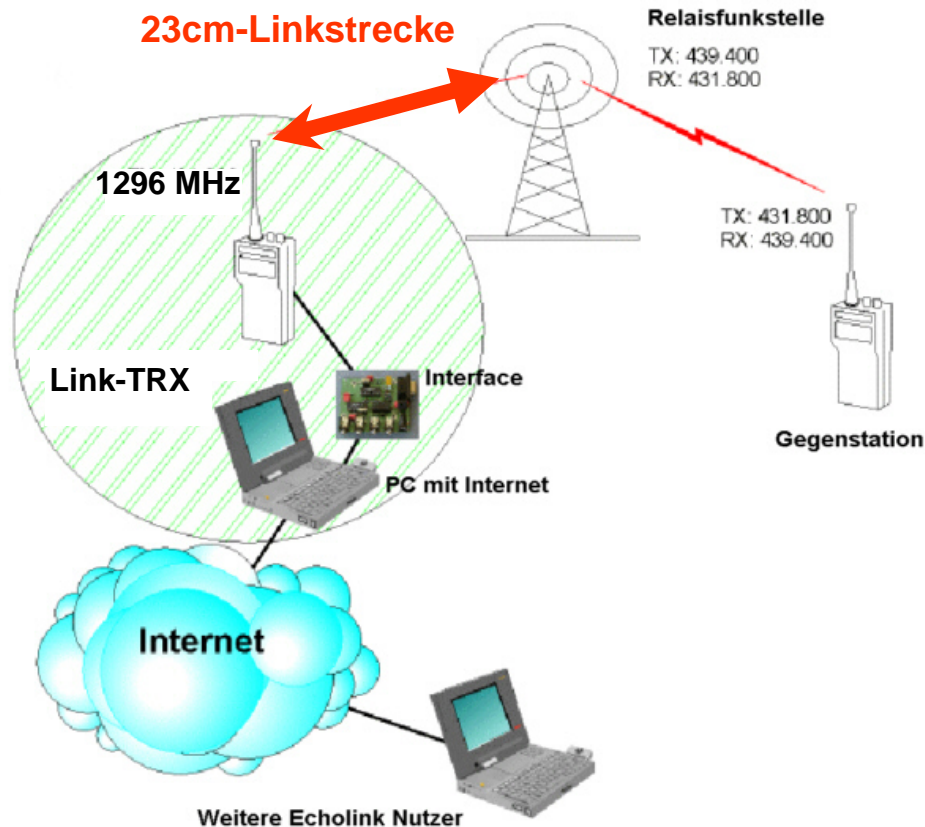 23cm-Linkstrecke
Relaisfunkstelle
TX: 439.400
RX: 431.800
1296 MHz
TX: 431.800
RX: 439.400
Link-TRX
Interface
Gegenstation
PC mit Internet
Internet
Weitere Echolink Nutzer